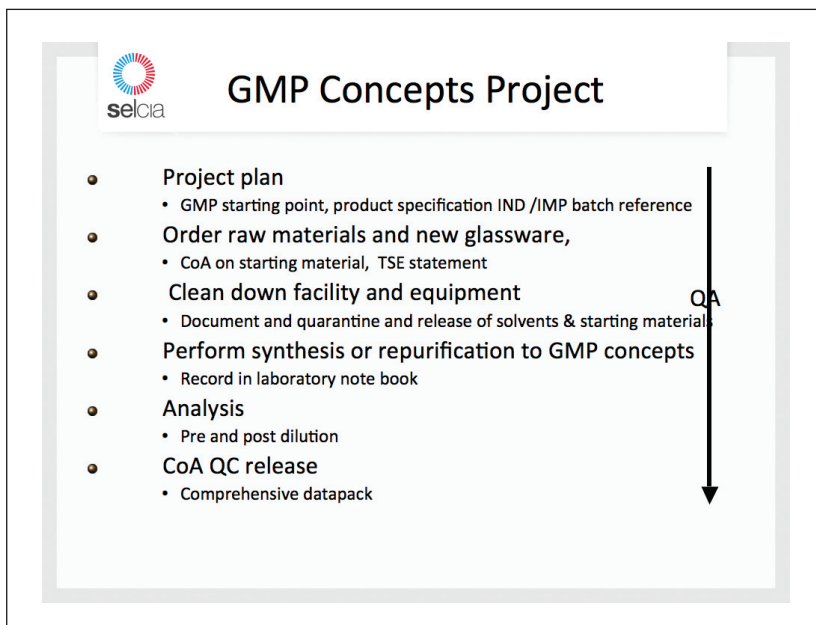 selcia
GMP Concepts Project
Project plan
• GMP starting point, product specification IND /IMP batch reference
Order raw materials and new glassware,
• CoA on starting material, TSE statement
Clean down facility and equipment
QA
• Document and quarantine and release of solvents & starting materials
Perform synthesis or repurification to GMP concepts
• Record in laboratory note book
Analysis
• Pre and post dilution
CoA QC release
• Comprehensive datapack